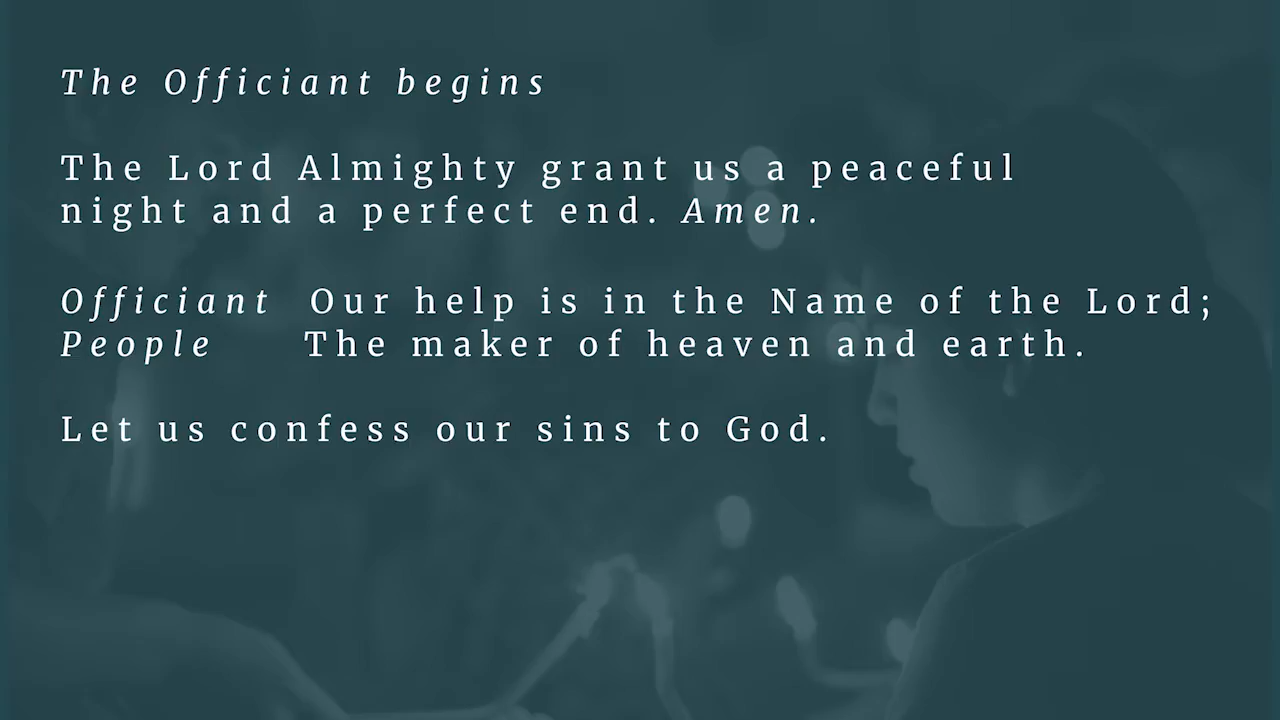 The Officiant begins
The Lord Almighty grant us a peaceful
night and a perfect end. Amen.
Officiant Our help is in the Name of the Lord;
People The maker of heaven and earth.
Let us confess our sins to God.